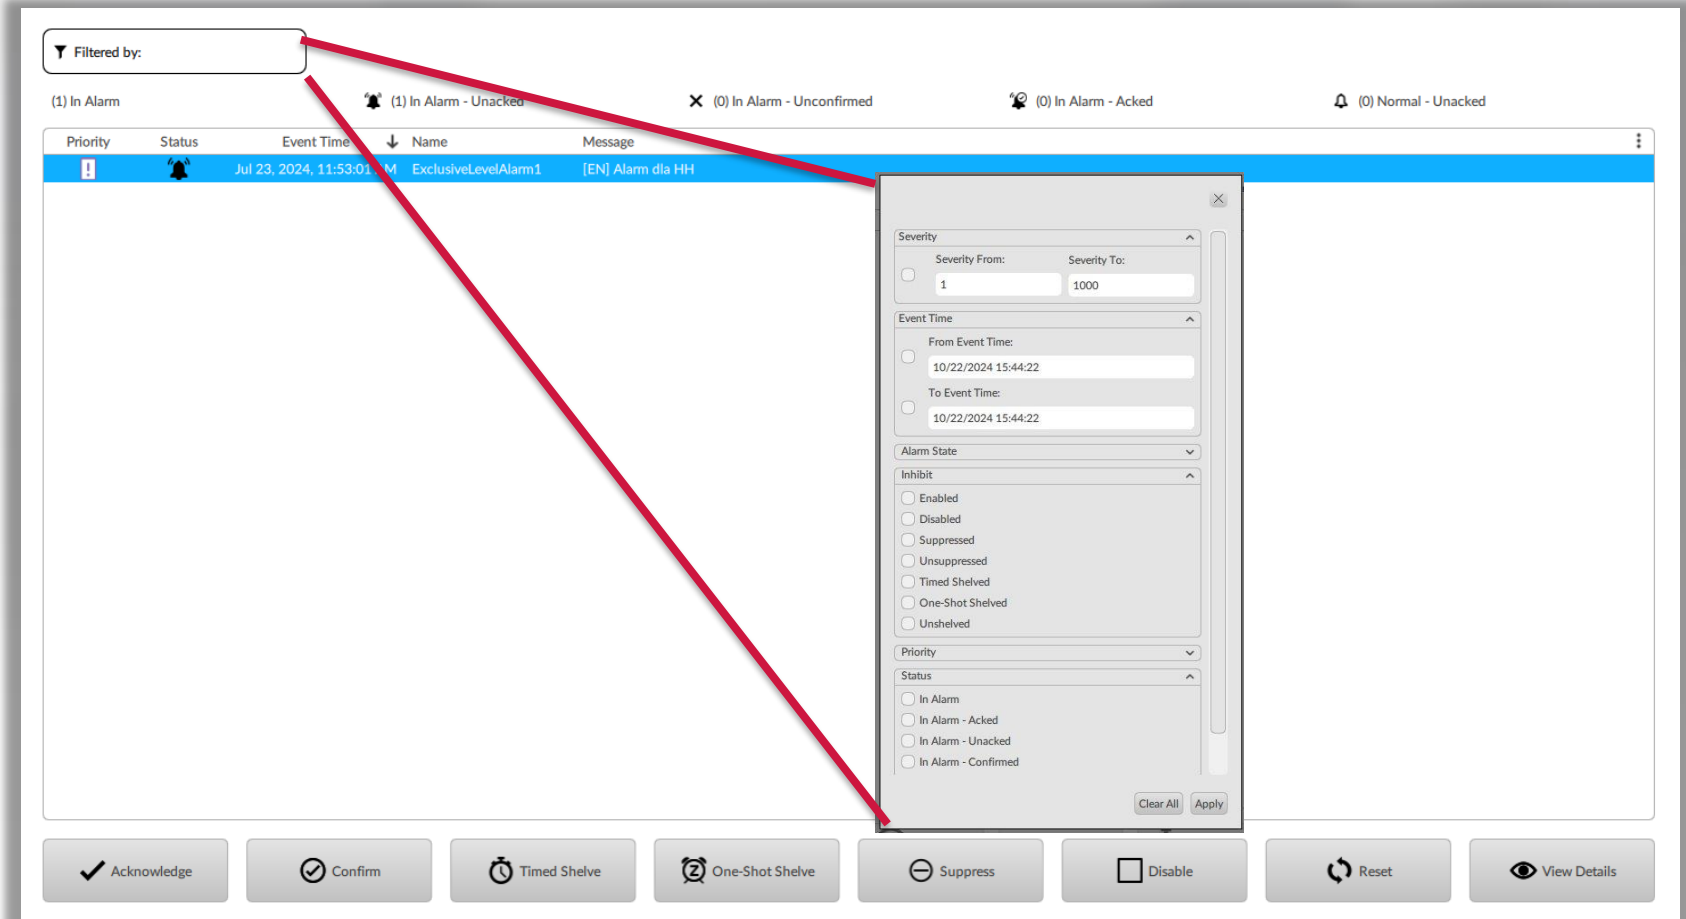 Filtered by:
(1) In Alarm
(1) In Alarm - Unacked
(0) In Alarm - Unconfirmed
(0) In Alarm - Acked
(0) Normal - Unacked
Priority Status Event Time Name Message
Jul 23, 2024, 11:53:01 M ExclusiveLevelAlarm1 [EN] Alarm dla HH
Severity
Severity From: Severity To:
1 1000
Event Time
From Event Time:
10/22/2024 15:44:22
To Event Time:
10/22/2024 15:44:22
Alarm State
Inhibit
Enabled
Disabled
Suppressed
Unsuppressed
Timed Shelved
One-Shot Shelved
Unshelved
Priority
Status
In Alarm
In Alarm - Acked
In Alarm - Unacked
In Alarm - Confirmed
Clear All Apply
Acknowledge
Confirm
Timed Shelve
One-Shot Shelve
Suppress
Disable
Reset
View Details